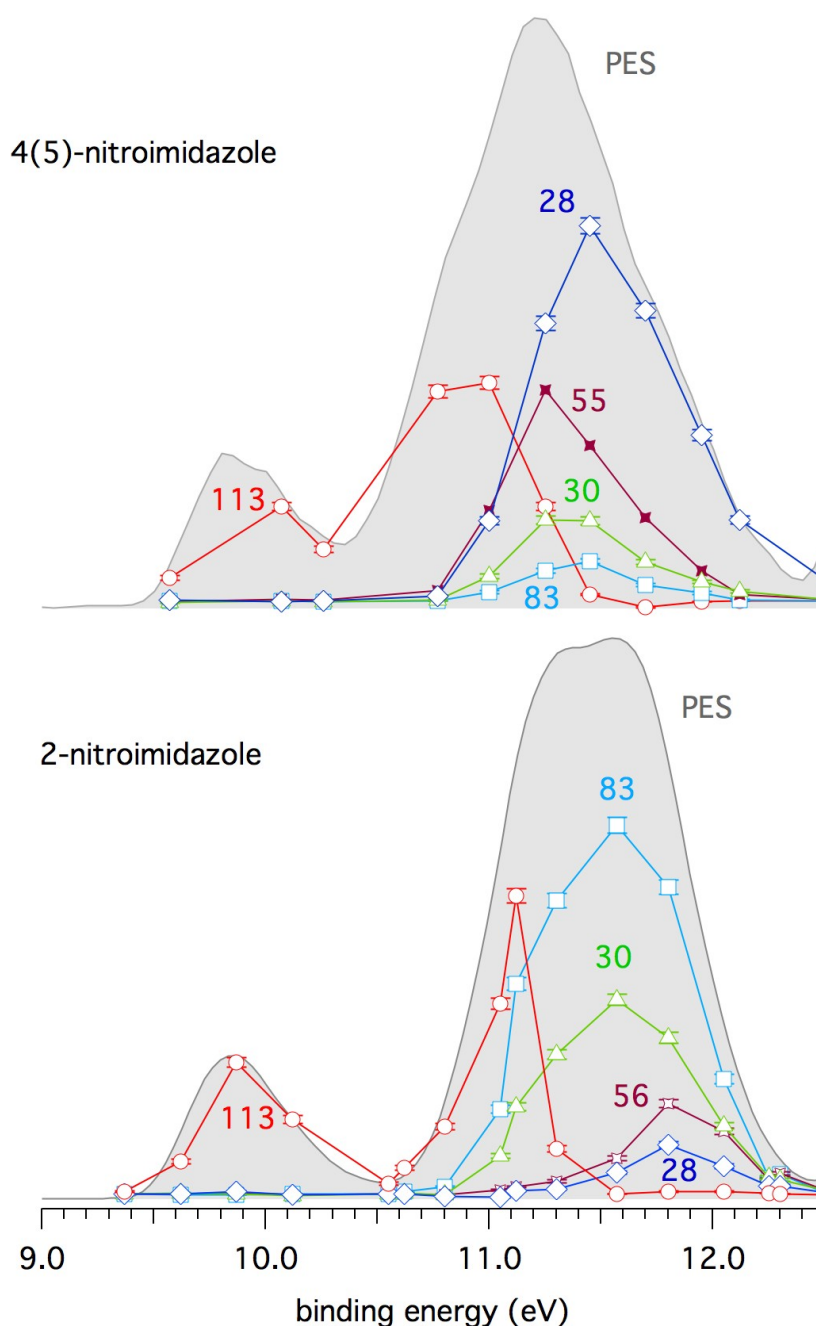 PES
4(5)-nitroimidazole
28
55
30
113
83
PES
2-nitroimidazole
83
30
56
113
28
9.0 10.0 11.0 12.0
binding energy (eV)